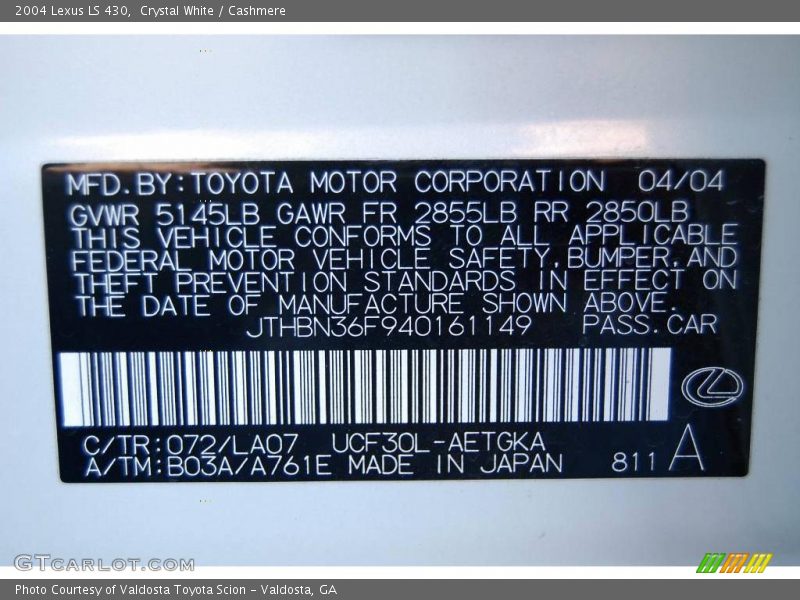 2004 Lexus LS 430,  Crystal White / Cashmere
MFD. BY: TOYOTA MOTOR CORPORATION 04/04
GVWR 5145LB GAWR FR 2855LB RR 2850LB
THIS VEHICLE CONFORMS TO ALL APPLICABLE
FEDERAL MOTOR VEHICLE SAFETY, BUMPER, AND
THEFT PREVENTION STANDARDS IN EFFECT ON
THE DATE OF MANUFACTURE SHOWN ABOVE.
JTHBN36F940161149 PASS. CAR
C/TR: 072/LA07 UCF30L-AETGKA
A/TM: B03A/A761E MADE IN JAPAN 811 A
GTCARLOT.COM
Photo Courtesy of Valdosta Toyota Scion - Valdosta, GA